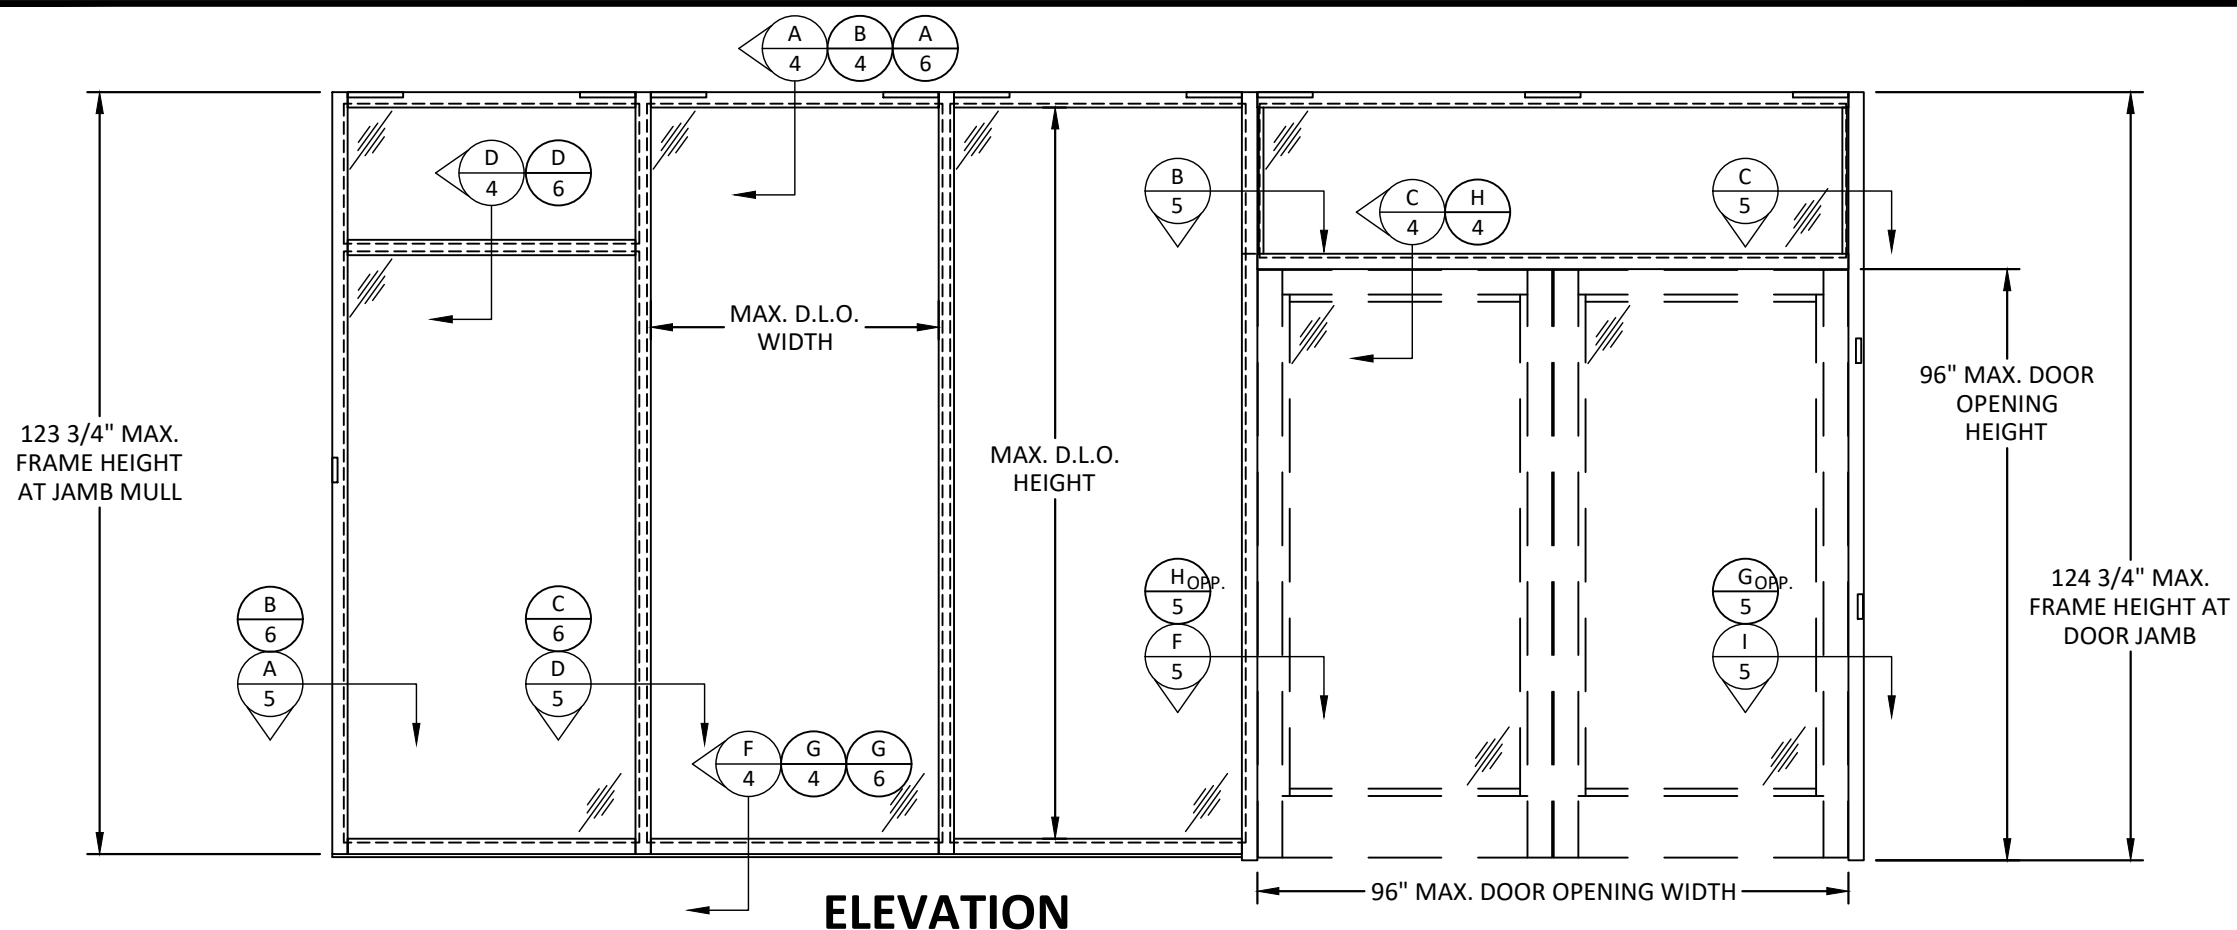 A B A
4 4 6
D D
4 6
B
5
C H
4 4
C
5
MAX. D.L.O.
WIDTH
96" MAX. DOOR
OPENING
HEIGHT
123 3/4" MAX.
FRAME HEIGHT
AT JAMB MULL
MAX. D.L.O.
HEIGHT
B
6
A
5
C
6
D
5
H OPP.
5
F
5
G OPP.
5
I
5
124 3/4" MAX.
FRAME HEIGHT AT
DOOR JAMB
F G G
4 4 6
96" MAX. DOOR OPENING WIDTH
ELEVATION